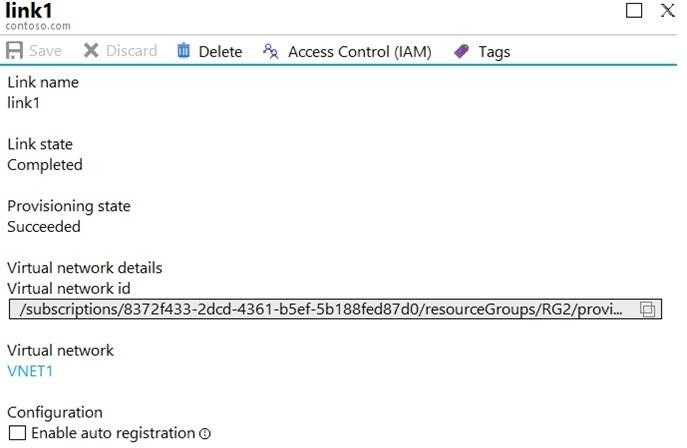 link1
contoso.com
Save Discard Delete Access Control (IAM) Tags
Link name
link1
Link state
Completed
Provisioning state
Succeeded
Virtual network details
Virtual network id
/subscriptions/8372f433-2dcd-4361-b5ef-5b188fed87d0/resourceGroups/RG2/provi...
Virtual network
VNET1
Configuration
Enable auto registration